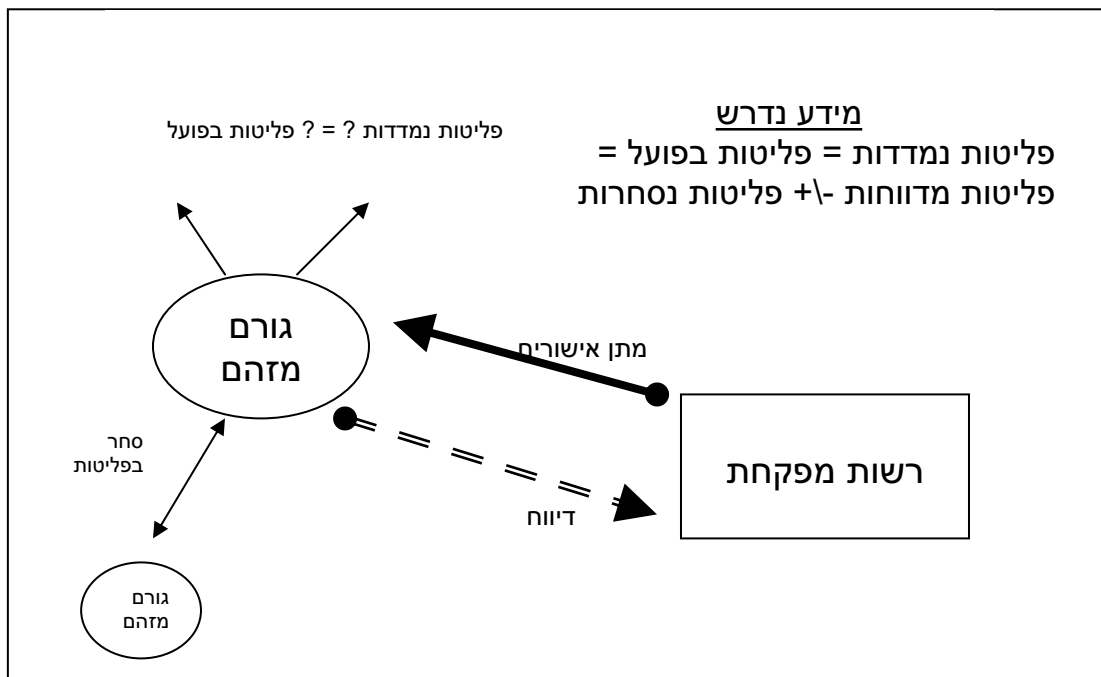 מידע נדרש
פליטות נמדדות = פליטות בפועל =
פליטות מדווחות -\+ פליטות נסחרות
פליטות נמדדות ? = ? פליטות בפועל
גורם
מזהם
מתן אישורים
רשות מפקחת
סחר
בפליטות
דיווח
גורם
מזהם